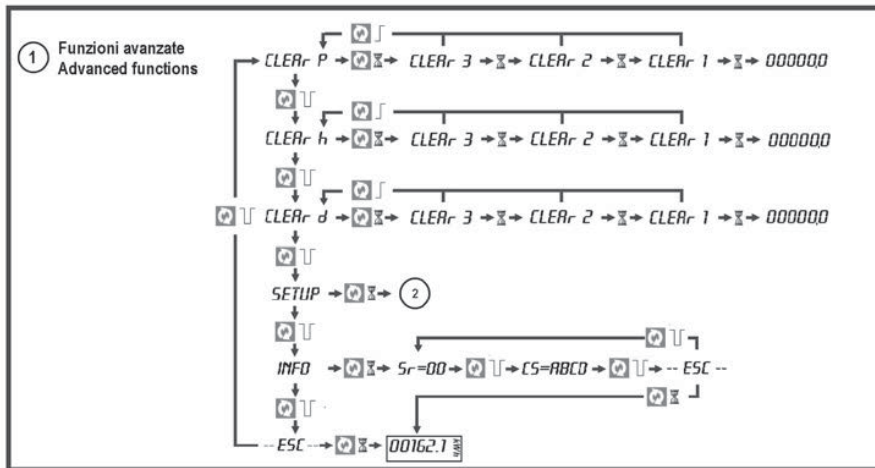 1 Funzioni avanzate
Advanced functions
CLEAr P CLEAr 3 CLEAr 2 CLEAr 1 00000,0
CLEAr h CLEAr 3 CLEAr 2 CLEAr 1 00000,0
CLEAr d CLEAr 3 CLEAr 2 CLEAr 1 00000,0
SETUP 2
INFO Sr=00 CS=ABCD -- ESC --
-- ESC -- 00162.1 kWh